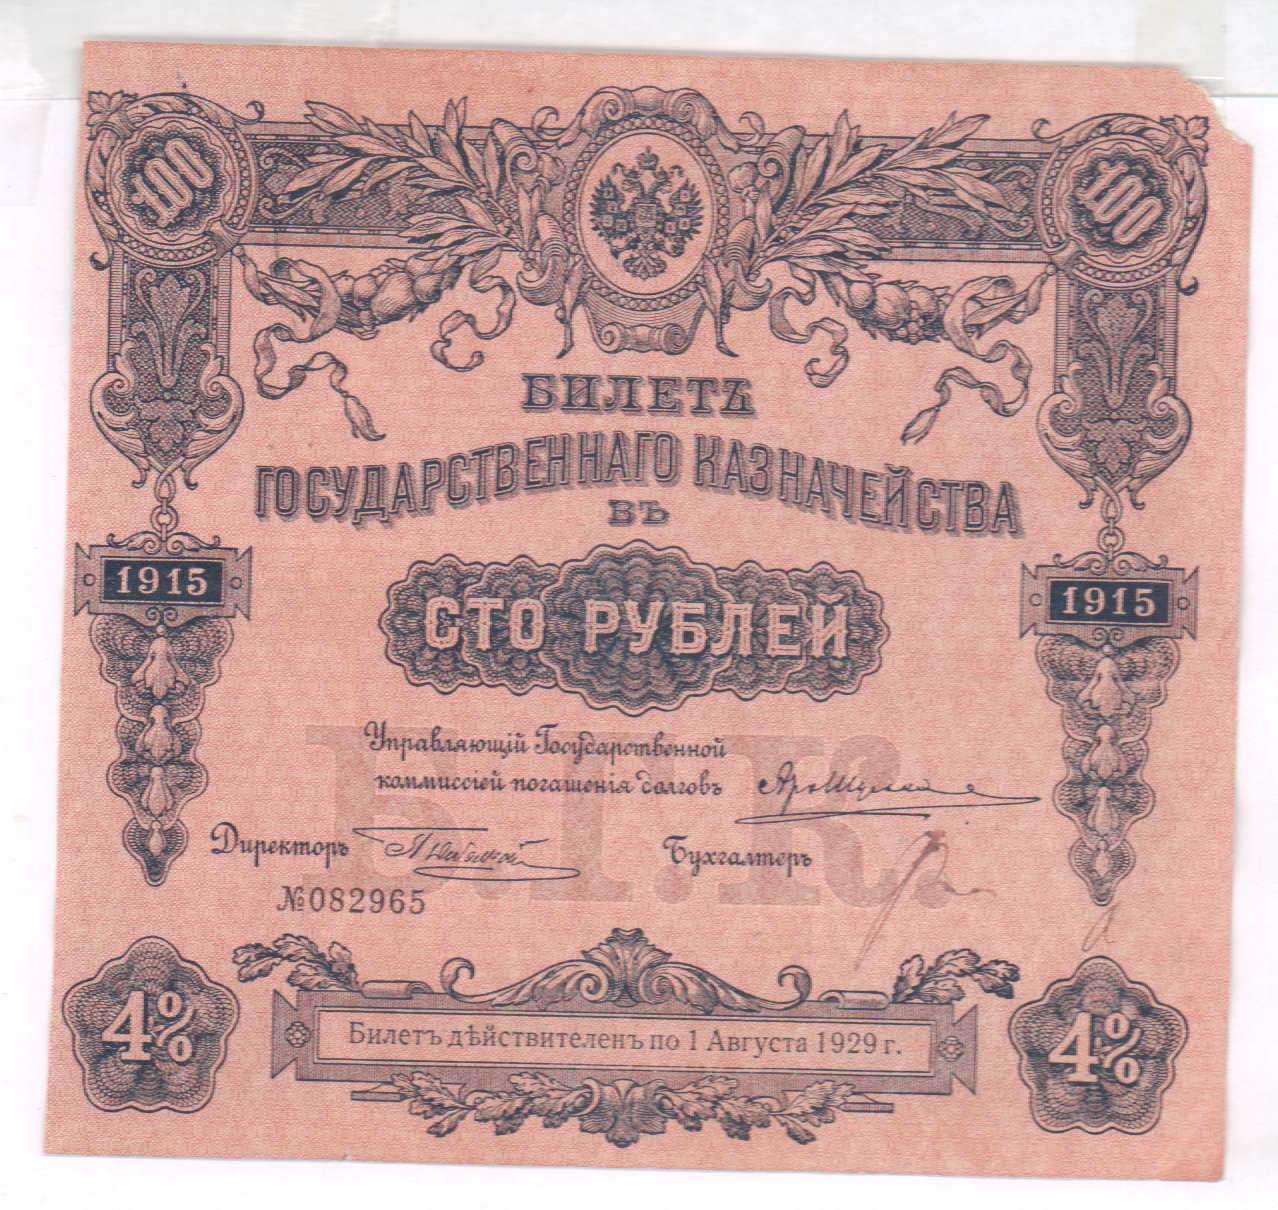 100 100
БИЛЕТЪ
ГОСУДАРСТВЕННАГО КАЗНАЧЕЙСТВА
ВЪ
1915 1915
СТО РУБЛЕЙ
Управляющій Государственной
коммиссіей погашенія долговъ
Директоръ Бухгалтеръ
Б.Г.К.
№082965
4% 4%
Билетъ дѣйствителенъ по 1 Августа 1929 г.